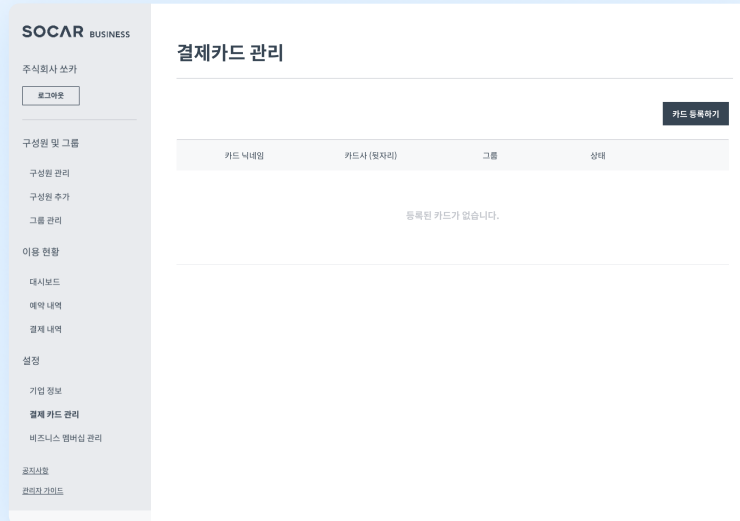 SOCAR BUSINESS
주식회사 쏘카
로그아웃
구성원 및 그룹
구성원 관리
구성원 추가
그룹 관리
이용 현황
대시보드
예약 내역
결제 내역
설정
기업 정보
결제 카드 관리
비즈니스 멤버십 관리
공지사항
관리자 가이드
결제카드 관리
카드 등록하기
카드 닉네임 카드사 (뒷자리) 그룹 상태
등록된 카드가 없습니다.